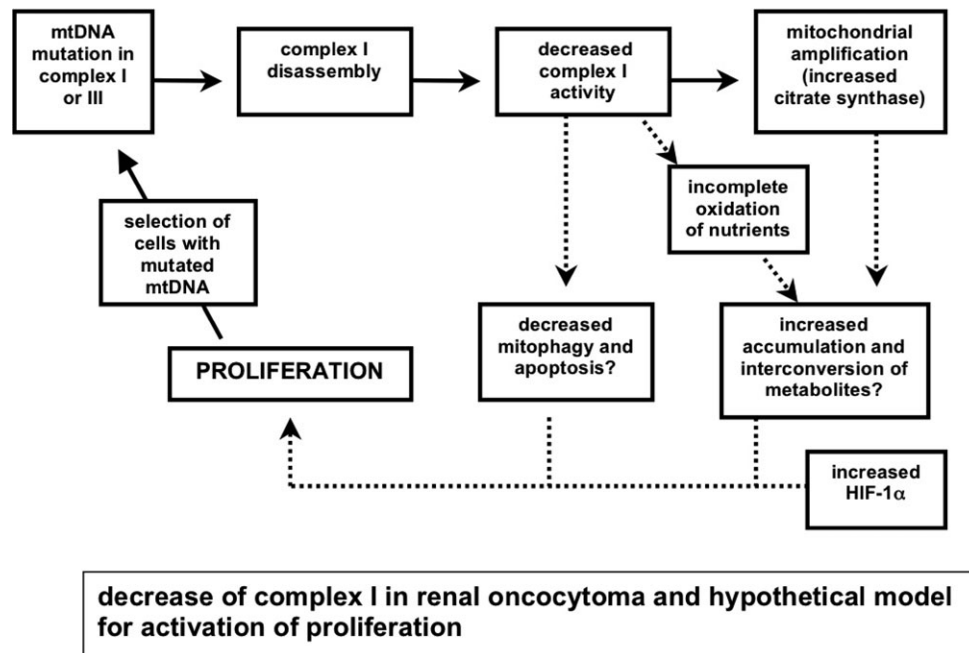 mtDNA
mutation in
complex I
or III
complex I
disassembly
decreased
complex I
activity
mitochondrial
amplification
(increased
citrate synthase)
incomplete
oxidation
of nutrients
selection of
cells with
mutated
mtDNA
decreased
mitophagy and
apoptosis?
increased
accumulation and
interconversion of
metabolites?
PROLIFERATION
increased
HIF-1α
decrease of complex I in renal oncocytoma and hypothetical model
for activation of proliferation